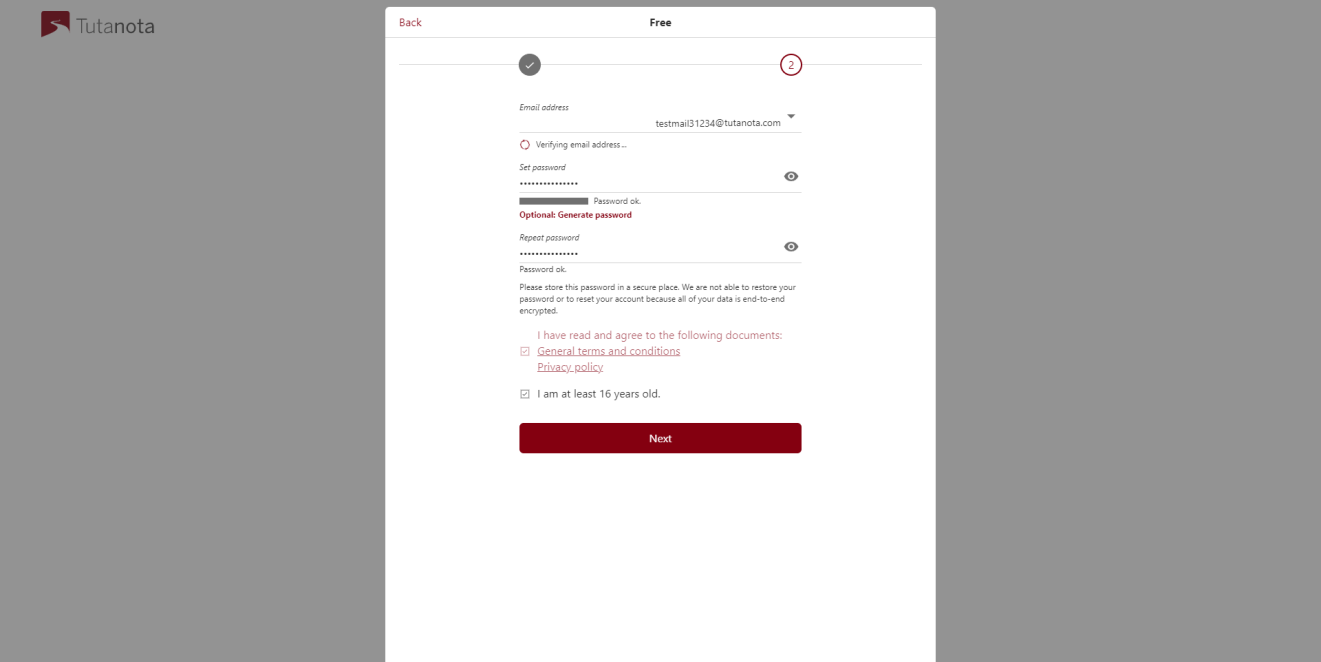 Tutanota
Back
Free
2
Email address
testmail31234@tutanota.com
Verifying email address...
Set password
•••••••••••••••
Password ok.
Optional: Generate password
Repeat password
•••••••••••••••
Password ok.
Please store this password in a secure place. We are not able to restore your
password or to reset your account because all of your data is end-to-end
encrypted.
I have read and agree to the following documents:
General terms and conditions
Privacy policy
I am at least 16 years old.
Next